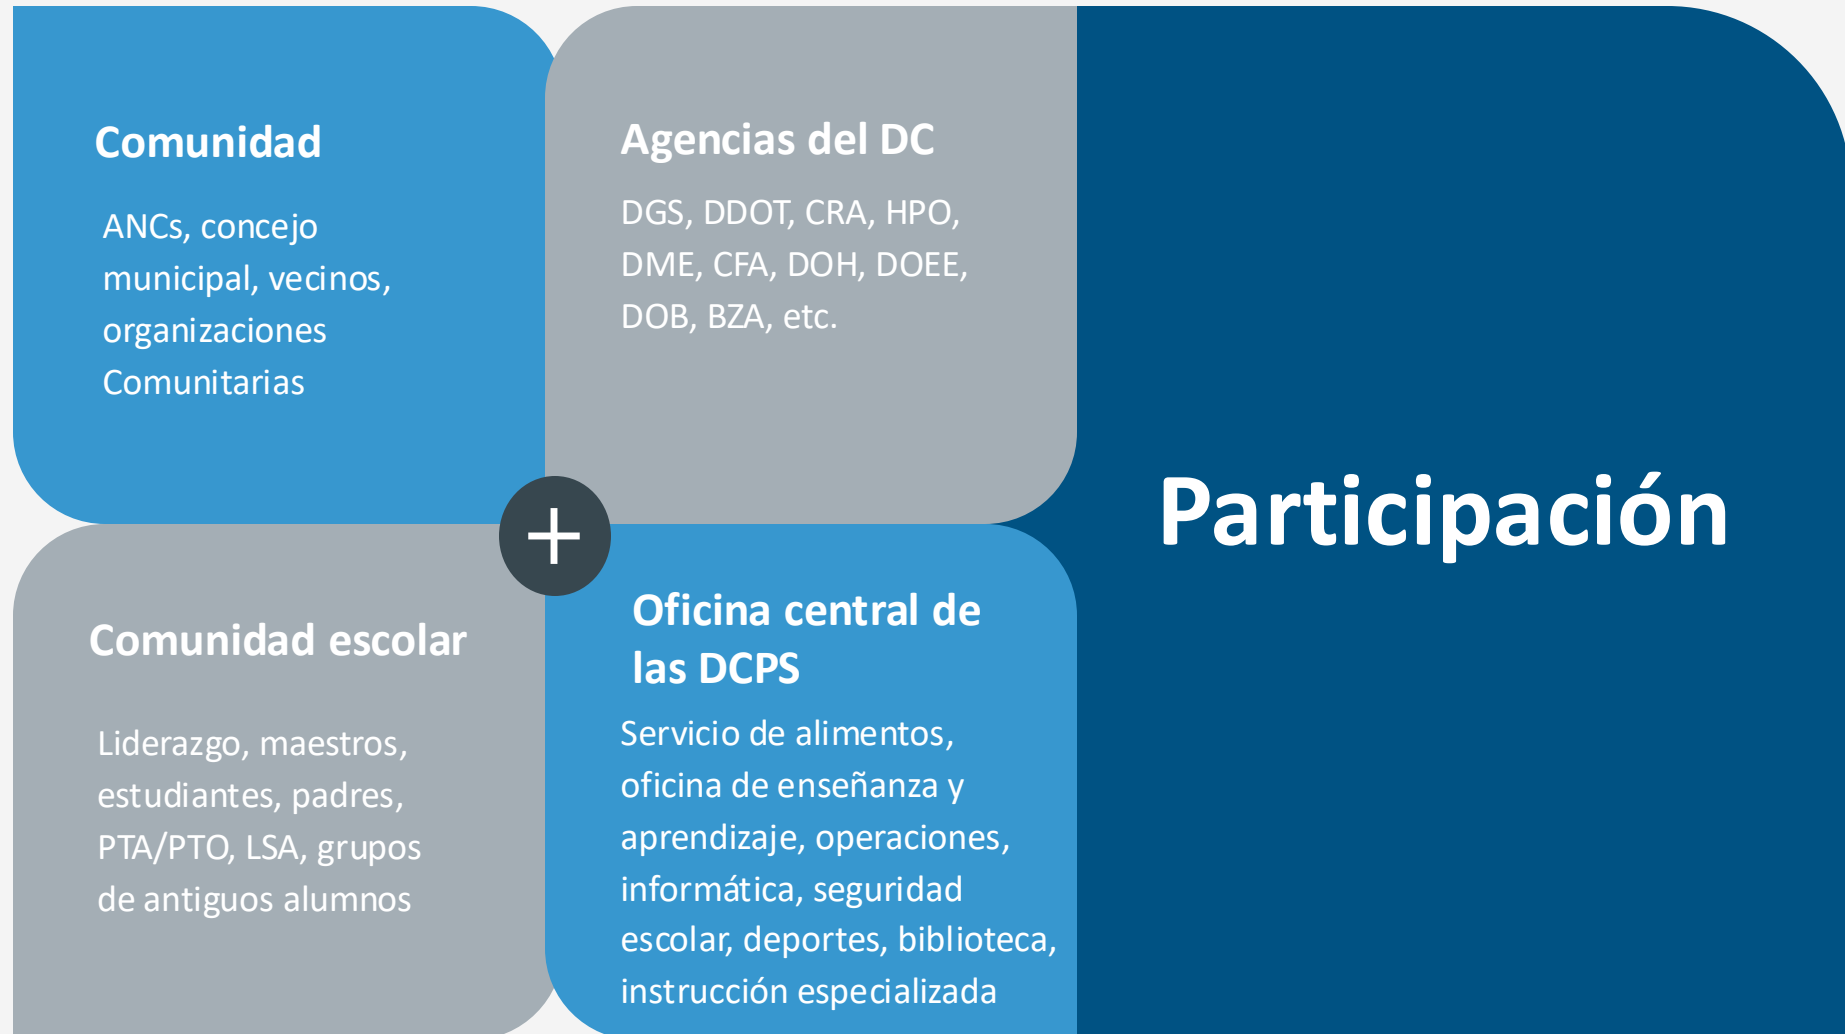 Comunidad
ANCs, concejo
municipal, vecinos,
organizaciones
Comunitarias
Agencias del DC
DGS, DDOT, CRA, HPO,
DME, CFA, DOH, DOEE,
DOB, BZA, etc.
Comunidad escolar
Liderazgo, maestros,
estudiantes, padres,
PTA/PTO, LSA, grupos
de antiguos alumnos
Oficina central de
las DCPS
Servicio de alimentos,
oficina de enseñanza y
aprendizaje, operaciones,
informática, seguridad
escolar, deportes, biblioteca,
instrucción especializada
Participación